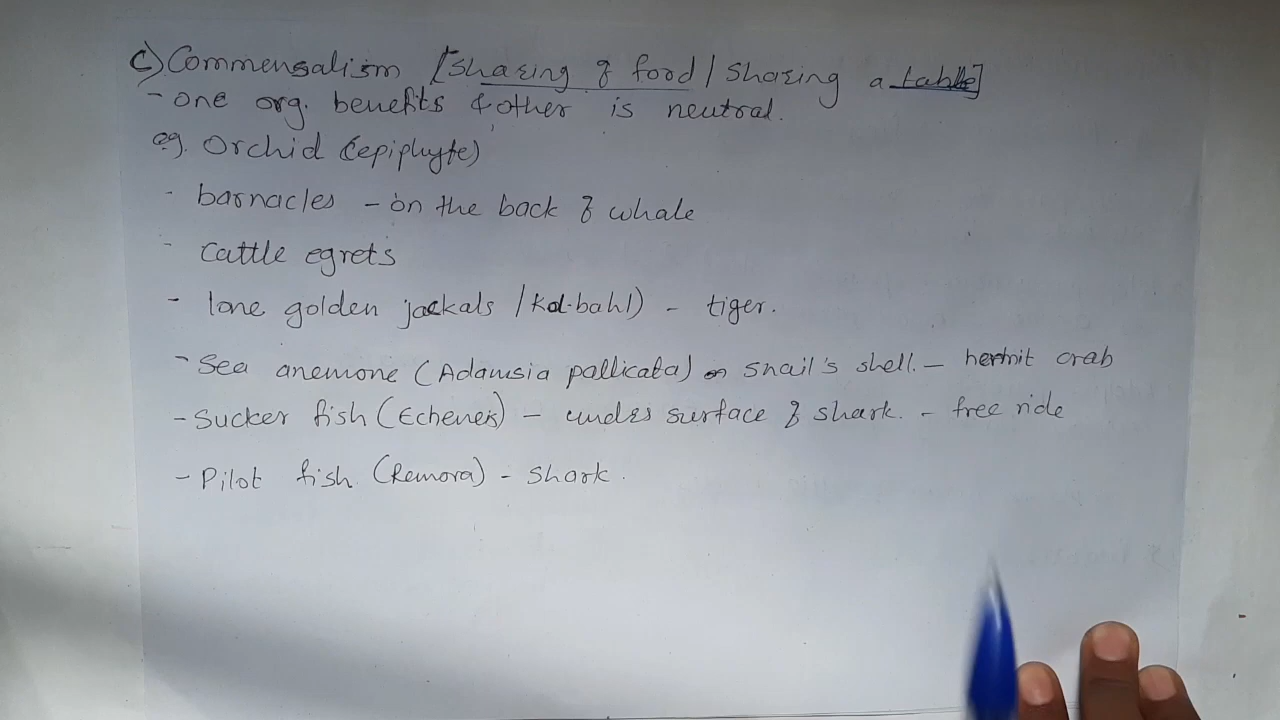 c) Commensalism [sharing of food / sharing a table]
- one org. benefits & other is neutral.
eg. Orchid (epiphyte)
- barnacles - on the back of whale
- cattle egrets
- lone golden jackals /kol-bahl) - tiger.
- Sea anemone (Adamsia palliata) on snail's shell. - hermit crab
- Sucker fish (Echeneis) - under surface of shark. - free ride
- Pilot fish (Remora) - shark.